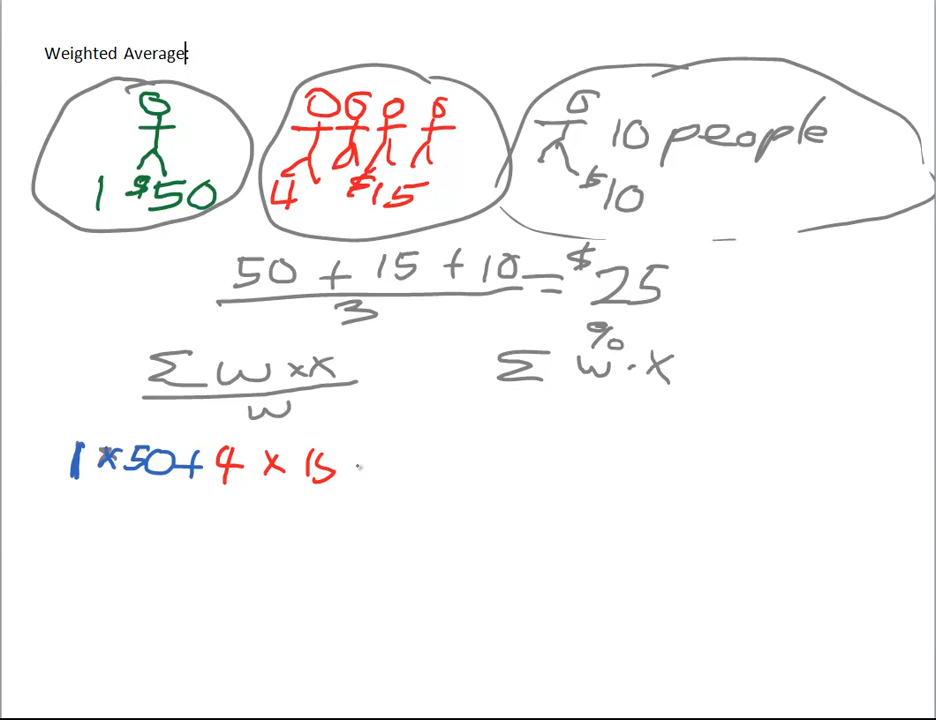 Weighted Average:
1 $50
4 $15
10 people
$10
50 + 15 + 10 = $25
3
Σ w x x
w
Σ w% · x
1 * 50 + 4 x 15